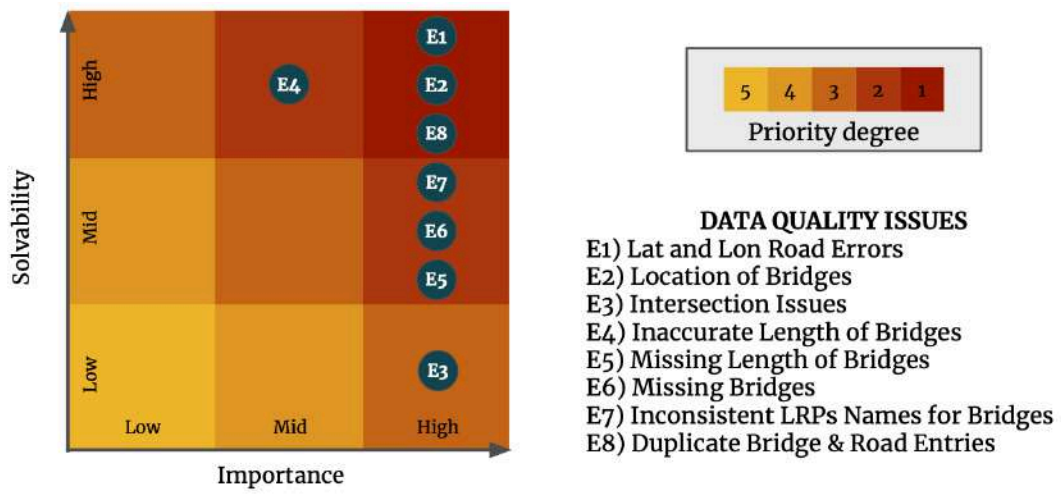 Solvability
High
Mid
Low
E1
E4
E2
E8
E7
E6
E5
E3
Low
Mid
High
Importance
5 4 3 2 1
Priority degree
DATA QUALITY ISSUES
E1) Lat and Lon Road Errors
E2) Location of Bridges
E3) Intersection Issues
E4) Inaccurate Length of Bridges
E5) Missing Length of Bridges
E6) Missing Bridges
E7) Inconsistent LRPs Names for Bridges
E8) Duplicate Bridge & Road Entries